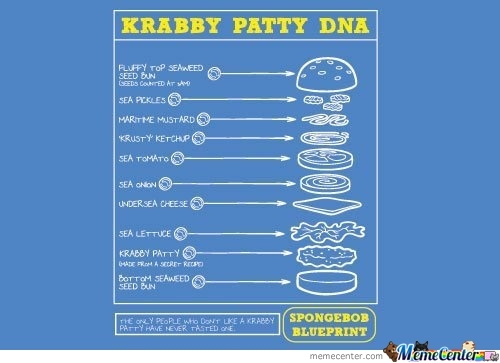 KRABBY PATTY DNA
FLUFFY TOP SEAWEED
SEED BUN
(SEEDS COUNTED AT 3AM)
SEA PICKLES
MARITIME MUSTARD
'KRUSTY' KETCHUP
SEA TOMATO
SEA ONION
UNDERSEA CHEESE
SEA LETTUCE
KRABBY PATTY
(MADE FROM A SECRET RECIPE)
BOTTOM SEAWEED
SEED BUN
THE ONLY PEOPLE WHO DON'T LIKE A KRABBY
PATTY HAVE NEVER TASTED ONE.
SPONGEBOB
BLUEPRINT
memecenter.com
MemeCenter